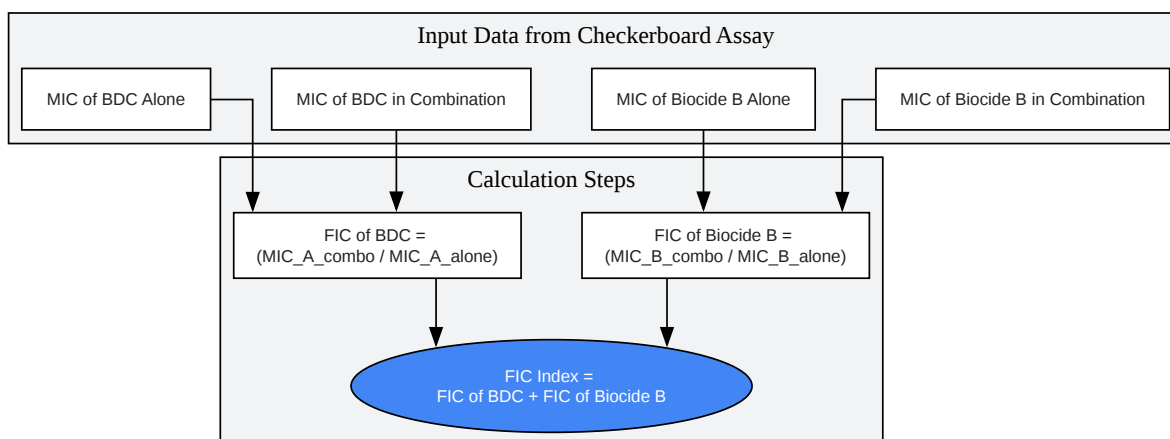 Input Data from Checkerboard Assay
MIC of BDC Alone
MIC of BDC in Combination
MIC of Biocide B Alone
MIC of Biocide B in Combination
Calculation Steps
FIC of BDC =
(MIC_A_combo / MIC_A_alone)
FIC of Biocide B =
(MIC_B_combo / MIC_B_alone)
FIC Index =
FIC of BDC + FIC of Biocide B